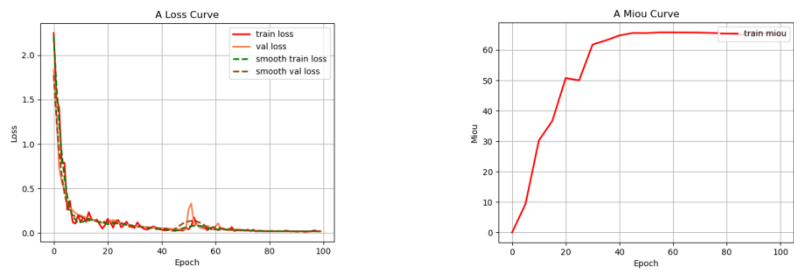 A Loss Curve
train loss
val loss
smooth train loss
smooth val loss
2.0
1.5
1.0
0.5
0.0
Loss
0 20 40 60 80 100
Epoch
A Miou Curve
train miou
60
50
40
30
20
10
0
Miou
0 20 40 60 80 100
Epoch